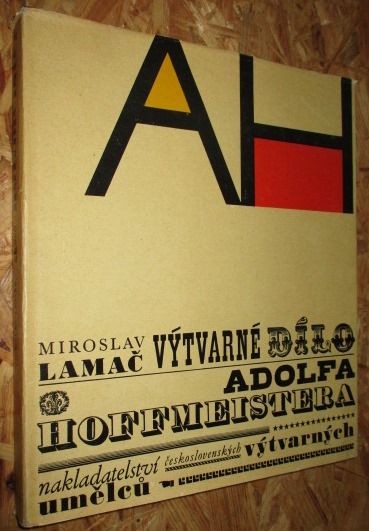 AH
MIROSLAV
LAMAČ VÝTVARNÉ DÍLO
ADOLFA
HOFFMEISTERA
nakladatelství československých výtvarných
umělců